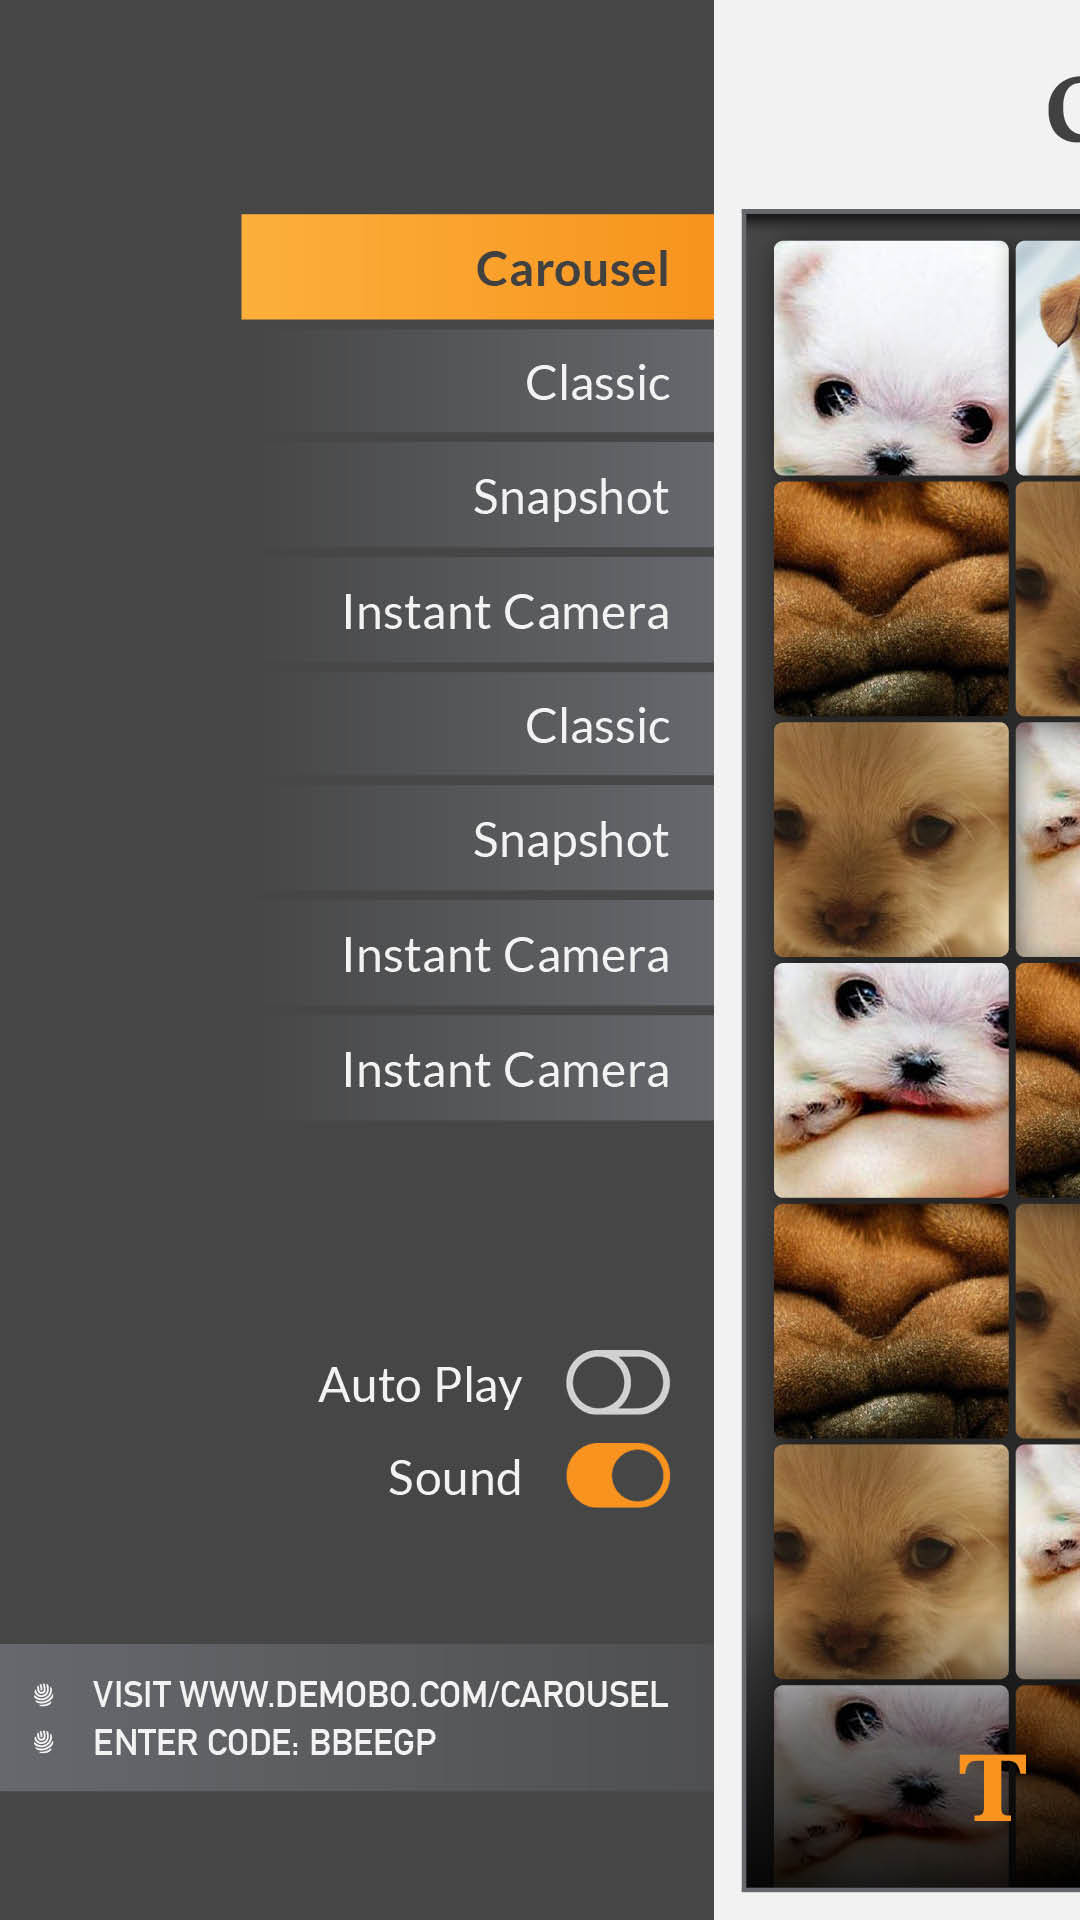 Carousel
Classic
Snapshot
Instant Camera
Classic
Snapshot
Instant Camera
Instant Camera
Auto Play
Sound
VISIT WWW.DEMOBO.COM/CAROUSEL
ENTER CODE: BBEEGP
T